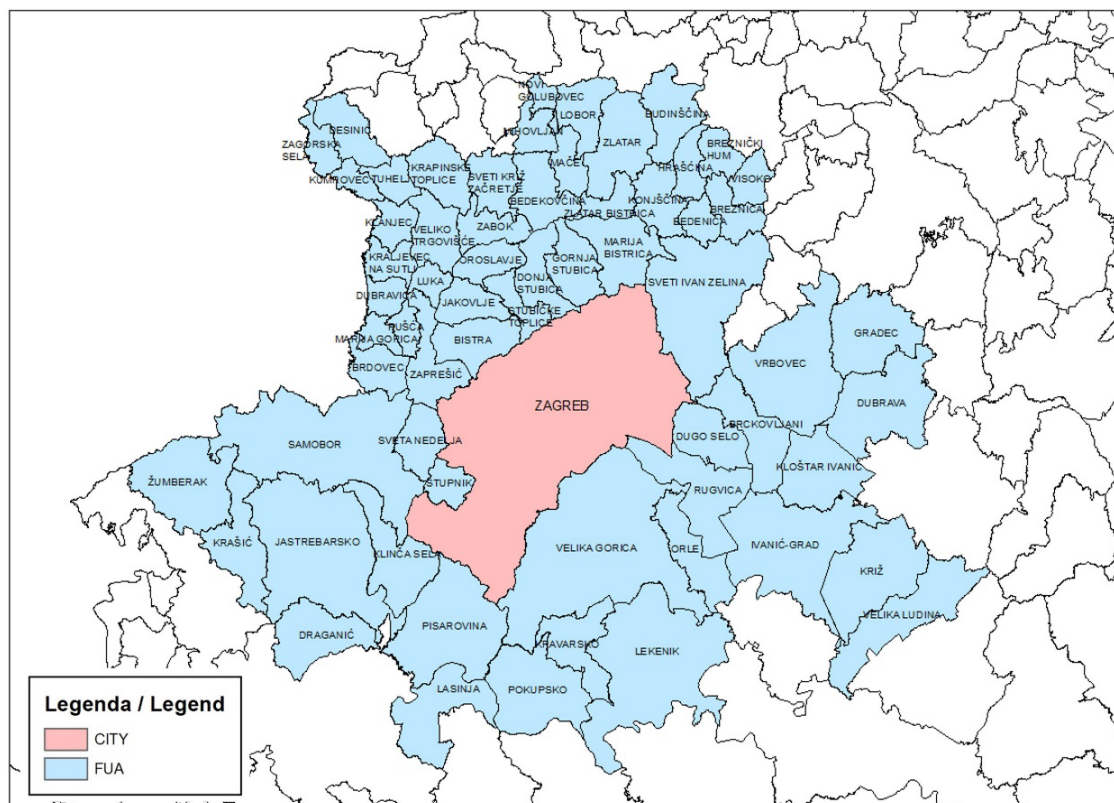 NOVI
GOLUBOVEC
LOBOR
BUDINŠČINA
DESINIĆ
MIHOVLJAN
ZLATAR
BREZNIČKI
HUM
ZAGORSKA
SELA
MAČE
HRAŠĆINA
KRAPINSKE
TOPLICE
SVETI KRIŽ
ZAČRETJE
KUMROVEC
TUHELJ
VISOKO
BEDEKOVČINA
KONJŠČINA
ZLATAR BISTRICA
BREZNICA
BEDENICA
KLANJEC
VELIKO
TRGOVIŠĆE
ZABOK
MARIJA
BISTRICA
KRALJEVEC
NA SUTLI
OROSLAVJE
GORNJA
STUBICA
DONJA
STUBICA
LUKA
SVETI IVAN ZELINA
DUBRAVICA
JAKOVLJE
STUBIČKE
TOPLICE
PUŠĆA
MARIJA GORICA
BISTRA
GRADEC
VRBOVEC
BRDOVEC
ZAPREŠIĆ
ZAGREB
DUBRAVA
BRCKOVLJANI
DUGO SELO
SAMOBOR
SVETA NEDELJA
KLOŠTAR IVANIĆ
ŽUMBERAK
STUPNIK
RUGVICA
KRAŠIĆ
JASTREBARSKO
KLINČA SELA
VELIKA GORICA
ORLE
IVANIĆ-GRAD
KRIŽ
VELIKA LUDINA
DRAGANIĆ
PISAROVINA
KRAVARSKO
LEKENIK
LASINJA
POKUPSKO
Legenda / Legend
CITY
FUA